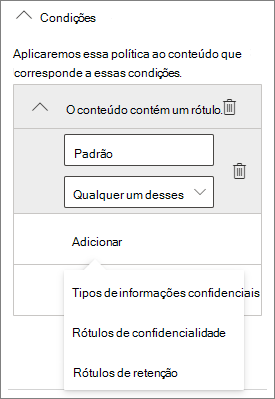 Condições
Aplicaremos essa política ao conteúdo que
corresponde a essas condições.
O conteúdo contém um rótulo.
Padrão
Qualquer um desses
Adicionar
Tipos de informações confidenciais
Rótulos de confidencialidade
Rótulos de retenção